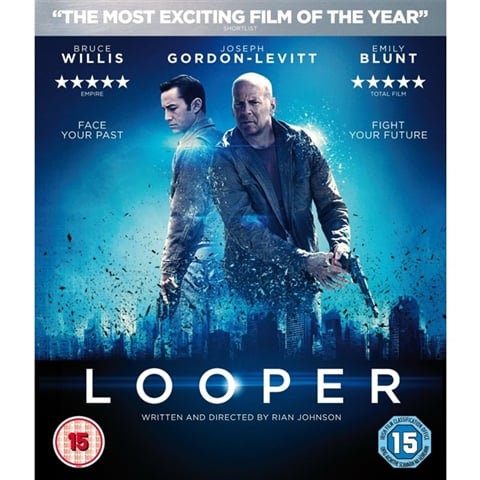 “THE MOST EXCITING FILM OF THE YEAR”
SHORTLIST
BRUCE
WILLIS
JOSEPH
GORDON-LEVITT
EMILY
BLUNT
★★★★★
EMPIRE
★★★★★
TOTAL FILM
FACE
YOUR PAST
FIGHT
YOUR FUTURE
LOOPER
WRITTEN AND DIRECTED BY RIAN JOHNSON
15
15